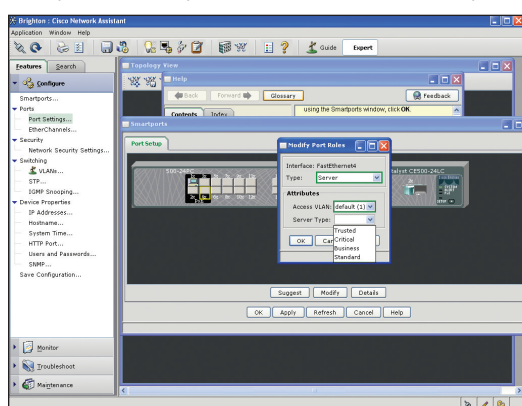 Brighton : Cisco Network Assistant
Application Window Help
Guide Expert
Features Search
Configure
Smartports...
Ports
Port Settings...
EtherChannels...
Security
Network Security Settings...
Switching
VLANs...
STP...
IGMP Snooping...
Device Properties
IP Addresses...
Hostname...
System Time...
HTTP Port...
Users and Passwords...
SNMP...
Save Configuration...
Monitor
Troubleshoot
Maintenance
Topology View
Help
Back Forward Glossary Feedback
Contents Index
using the Smartports window, click OK.
Smartports
Port Setup
talyst CE500-24LC
Modify Port Roles
Interface: FastEthernet4
Type: Server
Attributes
Access VLAN: default (1)
Server Type:
Trusted
Critical
Business
Standard
OK Car
Suggest Modify Details
OK Apply Refresh Cancel Help